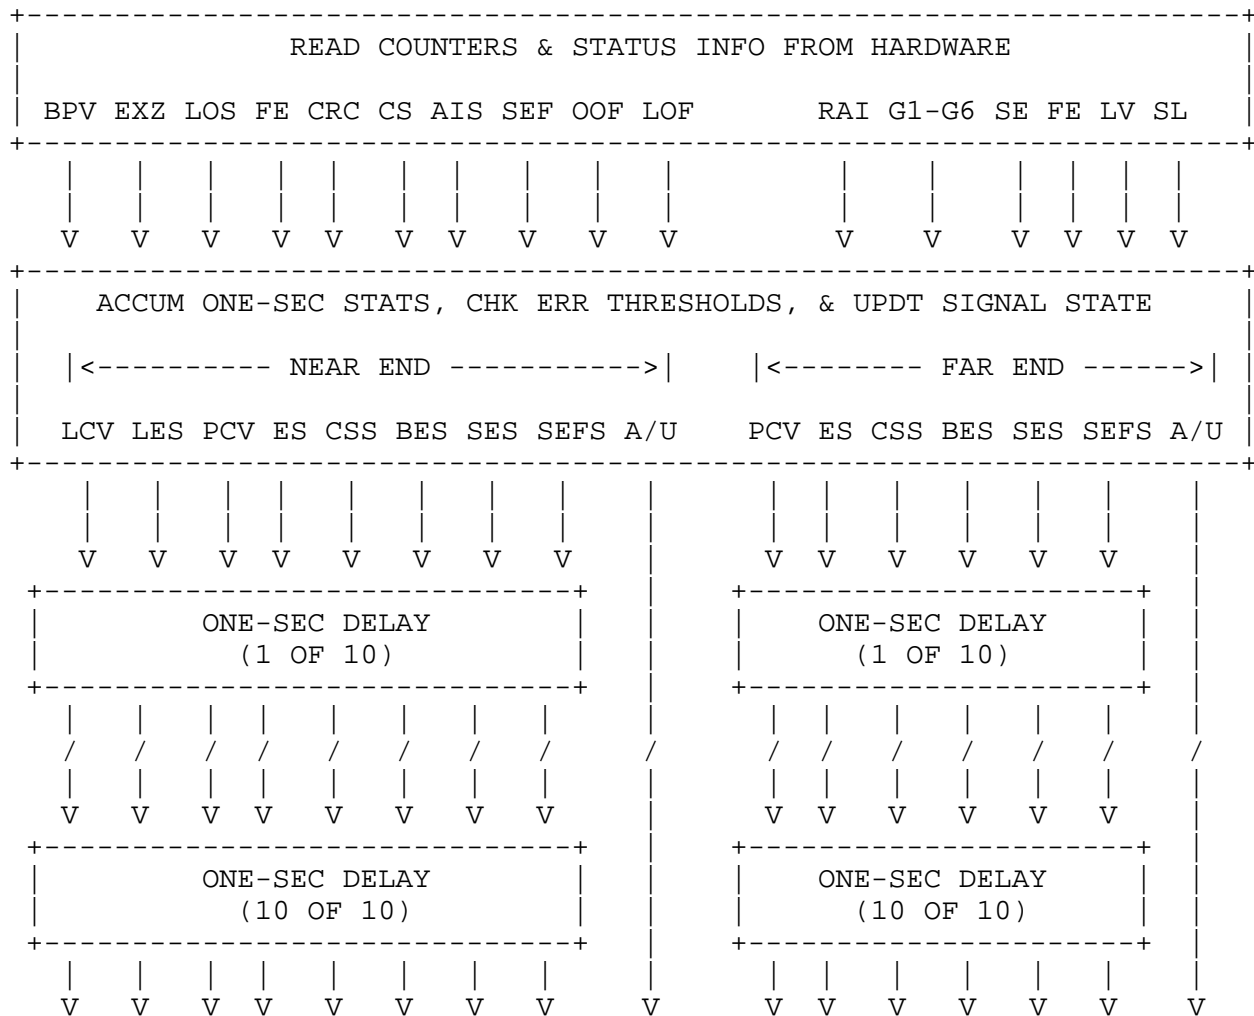 READ COUNTERS & STATUS INFO FROM HARDWARE
BPV EXZ LOS FE CRC CS AIS SEF OOF LOF RAI G1-G6 SE FE LV SL
V V V V V V V V V V V V V V V V
ACCUM ONE-SEC STATS, CHK ERR THRESHOLDS, & UPDT SIGNAL STATE
|<---------- NEAR END ----------->| |<-------- FAR END ------>|
LCV LES PCV ES CSS BES SES SEFS A/U PCV ES CSS BES SES SEFS A/U
V V V V V V V V V V V V V V
ONE-SEC DELAY ONE-SEC DELAY
(1 OF 10) (1 OF 10)
/ / / / / / / / / / / / / / / /
V V V V V V V V V V V V V V
ONE-SEC DELAY ONE-SEC DELAY
(10 OF 10) (10 OF 10)
V V V V V V V V V V V V V V V V